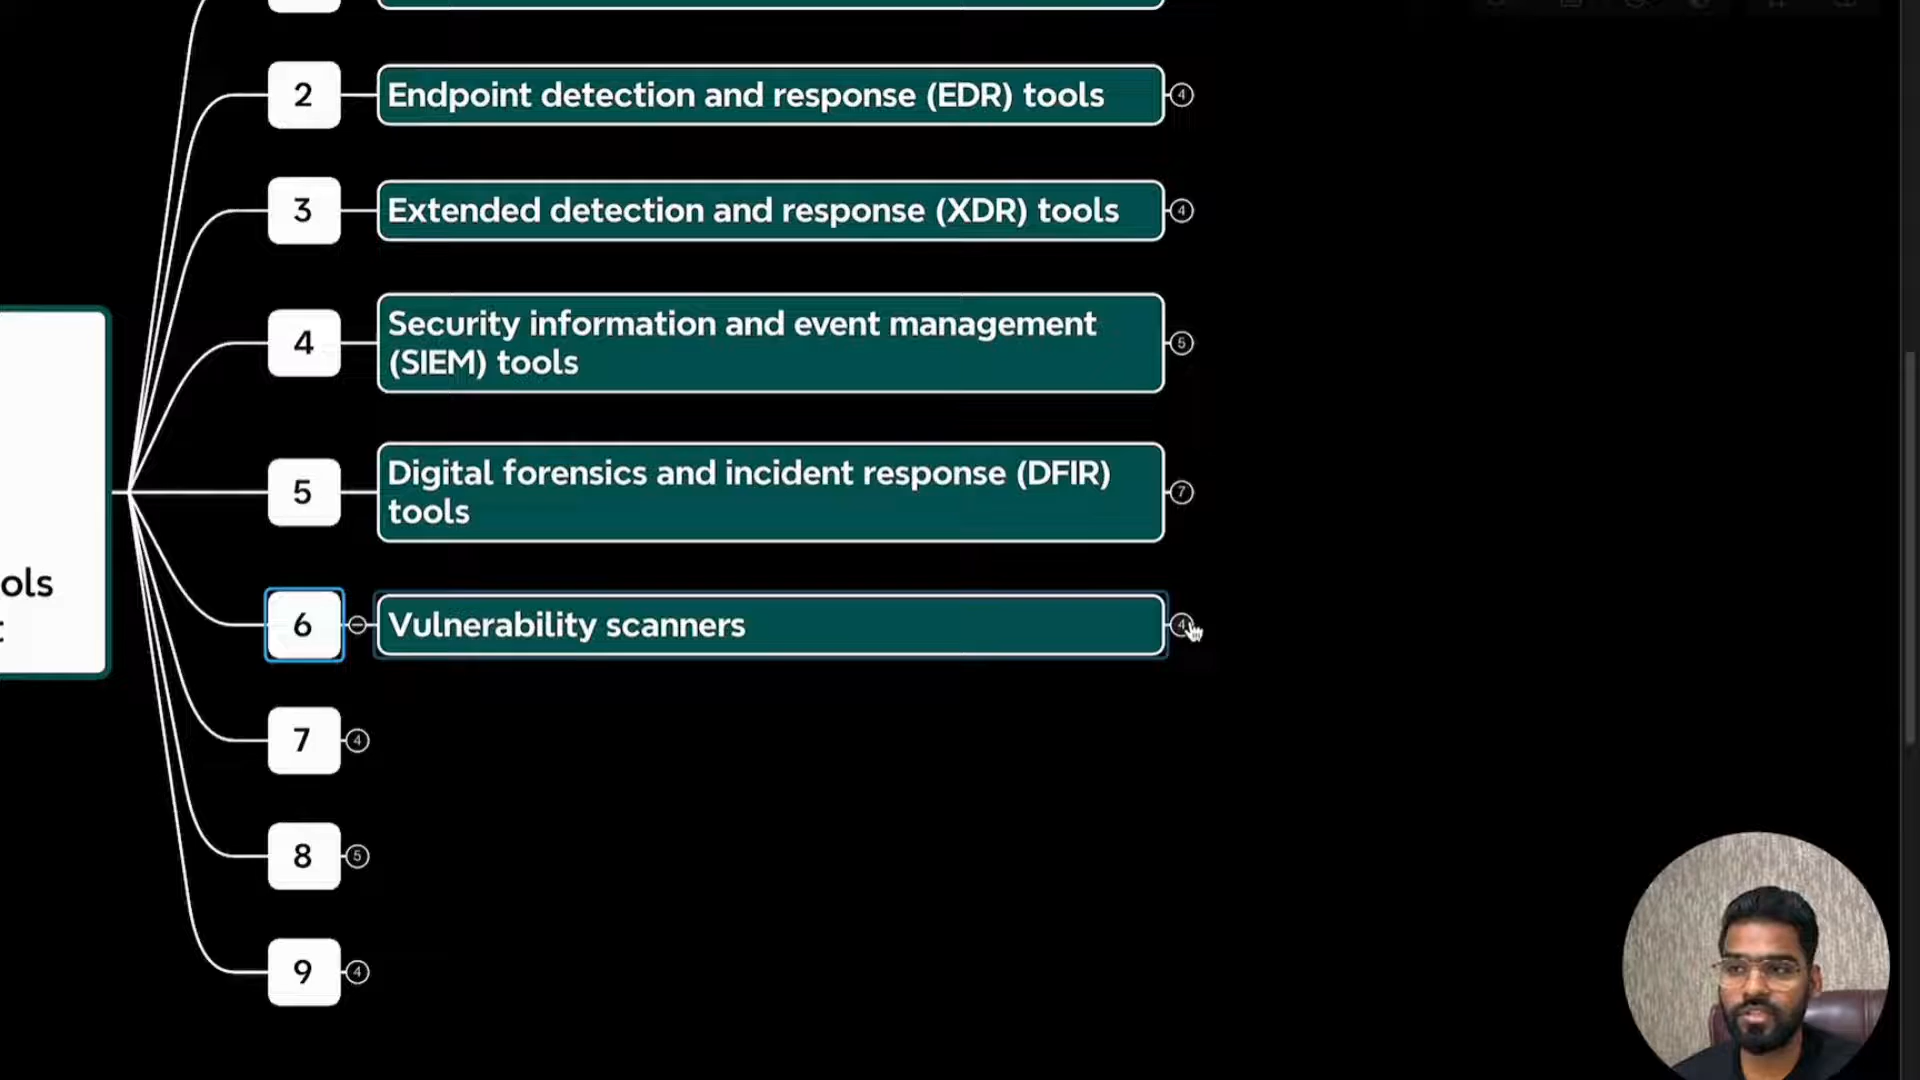 2
Endpoint detection and response (EDR) tools
4
3
Extended detection and response (XDR) tools
4
4
Security information and event management
(SIEM) tools
5
5
Digital forensics and incident response (DFIR)
tools
7
ols
t
6
Vulnerability scanners
4
7
4
8
5
9
4